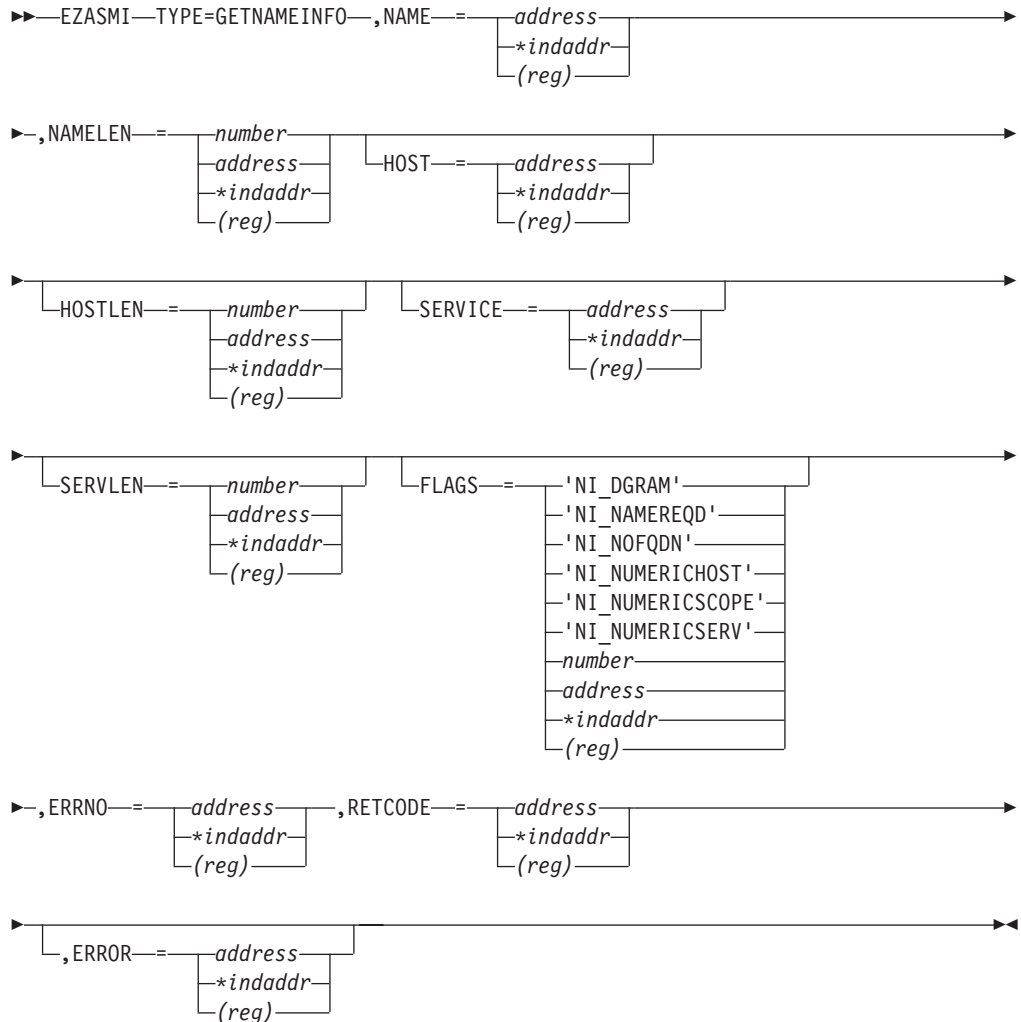 EZASMI TYPE=GETNAMEINFO ,NAME = address
*indaddr
(reg)
,NAMELEN = number HOST = address
address *indaddr
*indaddr (reg)
(reg)
HOSTLEN = number SERVICE = address
address *indaddr
*indaddr (reg)
(reg)
SERVLEN = number FLAGS = 'NI_DGRAM'
address 'NI_NAMEREQD'
*indaddr 'NI_NOFQDN'
(reg) 'NI_NUMERICHOST'
'NI_NUMERICSCOPE'
'NI_NUMERICSERV'
number
address
*indaddr
(reg)
,ERRNO = address ,RETCODE = address
*indaddr *indaddr
(reg) (reg)
,ERROR = address
*indaddr
(reg)